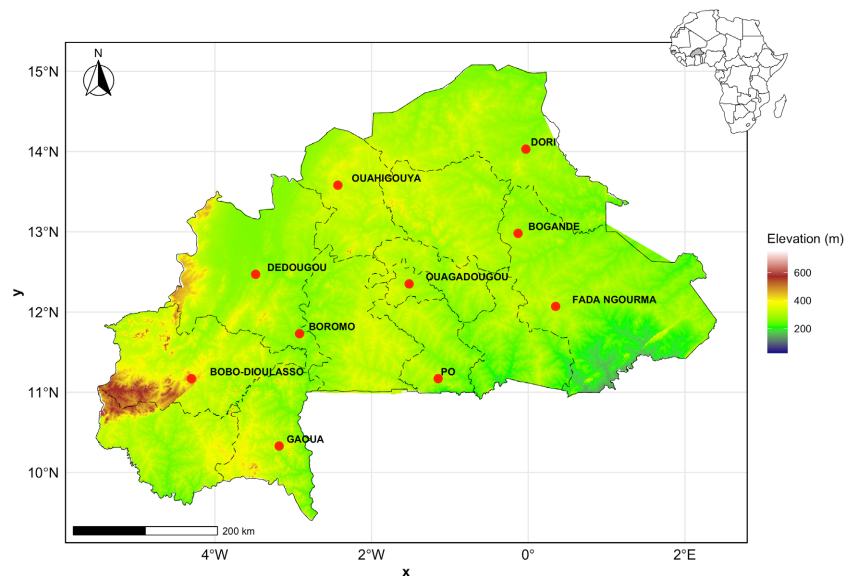 N
15°N
14°N
13°N
12°N
11°N
10°N
y
DORI
OUAHIGOUYA
BOGANDE
DEDOUGOU
OUAGADOUGOU
FADA NGOURMA
BOROMO
BOBO-DIOULASSO
PO
GAOUA
200 km
4°W
2°W
0°
2°E
x
Elevation (m)
600
400
200